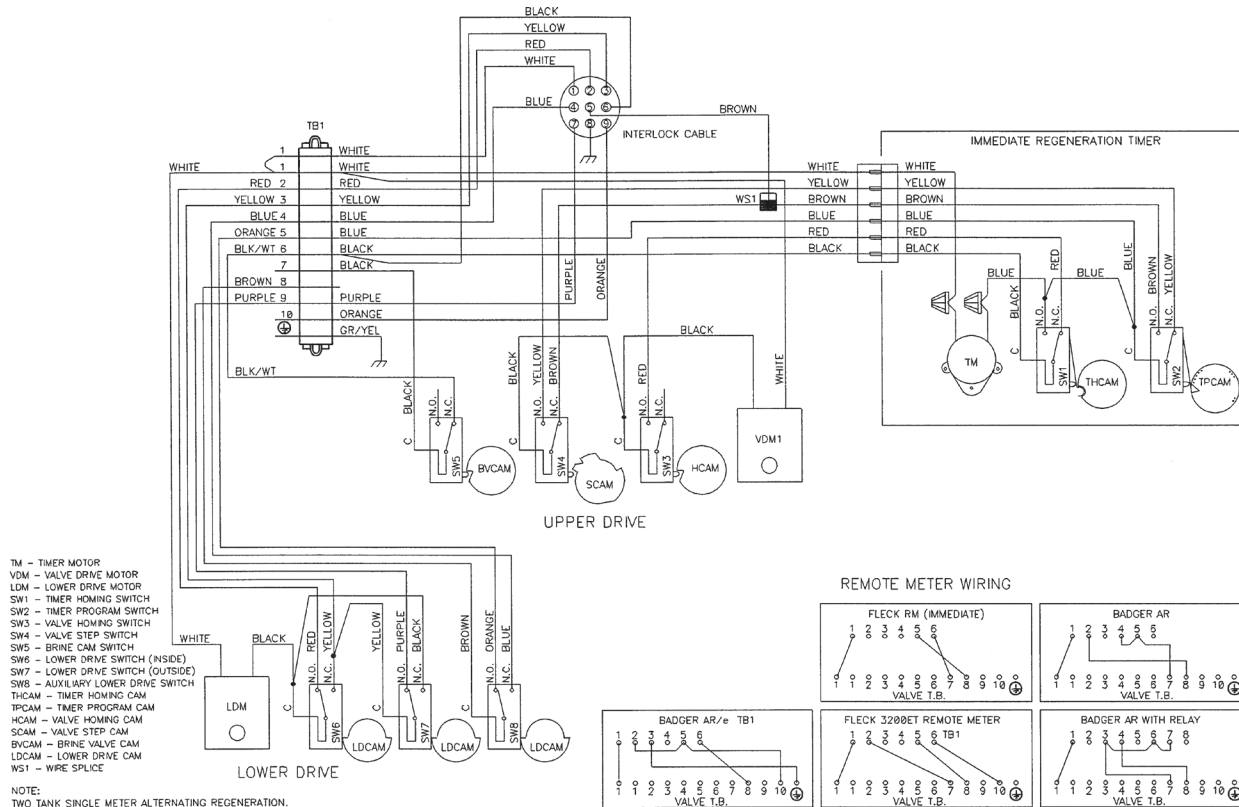 BLACK
YELLOW
RED
WHITE
1 2 3
BLUE 4 5 6 BROWN
7 8 9
INTERLOCK CABLE
TB1
IMMEDIATE REGENERATION TIMER
1 WHITE
WHITE 1 WHITE WHITE WHITE
RED 2 RED YELLOW YELLOW
YELLOW 3 YELLOW WS1 BROWN BROWN
BLUE 4 BLUE BLUE BLUE
ORANGE 5 BLUE RED RED
BLK/WT 6 BLACK BLACK BLACK
7 BLACK
BROWN 8
PURPLE 9 PURPLE
10 ORANGE
GR/YEL
PURPLE
ORANGE
BLUE
BLACK
RED
BLUE
BLUE
BROWN
YELLOW
N.O.
N.C.
N.O.
N.C.
C
C
TM
SW1
THCAM
SW2
TPCAM
BLK/WT
BLACK
N.O.
N.C.
C
SW5
BVCAM
BLACK
N.O. YELLOW
N.C. BROWN
C
SW4
SCAM
N.O. RED
N.C.
C
SW3
HCAM
BLACK
WHITE
VDM1
UPPER DRIVE
TM – TIMER MOTOR
VDM – VALVE DRIVE MOTOR
LDM – LOWER DRIVE MOTOR
SW1 – TIMER HOMING SWITCH
SW2 – TIMER PROGRAM SWITCH
SW3 – VALVE HOMING SWITCH
SW4 – VALVE STEP SWITCH
SW5 – BRINE CAM SWITCH
SW6 – LOWER DRIVE SWITCH (INSIDE)
SW7 – LOWER DRIVE SWITCH (OUTSIDE)
SW8 – AUXILIARY LOWER DRIVE SWITCH
THCAM – TIMER HOMING CAM
TPCAM – TIMER PROGRAM CAM
HCAM – VALVE HOMING CAM
SCAM – VALVE STEP CAM
BVCAM – BRINE VALVE CAM
LDCAM – LOWER DRIVE CAM
WS1 – WIRE SPLICE
NOTE:
TWO TANK SINGLE METER ALTERNATING REGENERATION.
WHITE
BLACK
LDM
N.O. RED
N.C. YELLOW
C
SW6
LDCAM
YELLOW
N.O. PURPLE
N.C. BLACK
C
SW7
LDCAM
BROWN
N.O. ORANGE
N.C. BLUE
C
SW8
LDCAM
LOWER DRIVE
REMOTE METER WIRING
FLECK RM (IMMEDIATE)
1 2 3 4 5 6
1 1 2 3 4 5 6 7 8 9 10
VALVE T.B.
BADGER AR
1 2 3 4 5 6
1 1 2 3 4 5 6 7 8 9 10
VALVE T.B.
BADGER AR/e TB1
1 2 3 4 5 6
1 1 2 3 4 5 6 7 8 9 10
VALVE T.B.
FLECK 3200ET REMOTE METER
1 2 3 4 5 6 TB1
1 1 2 3 4 5 6 7 8 9 10
VALVE T.B.
BADGER AR WITH RELAY
1 2 3 4 5 6 7 8
1 1 2 3 4 5 6 7 8 9 10
VALVE T.B.